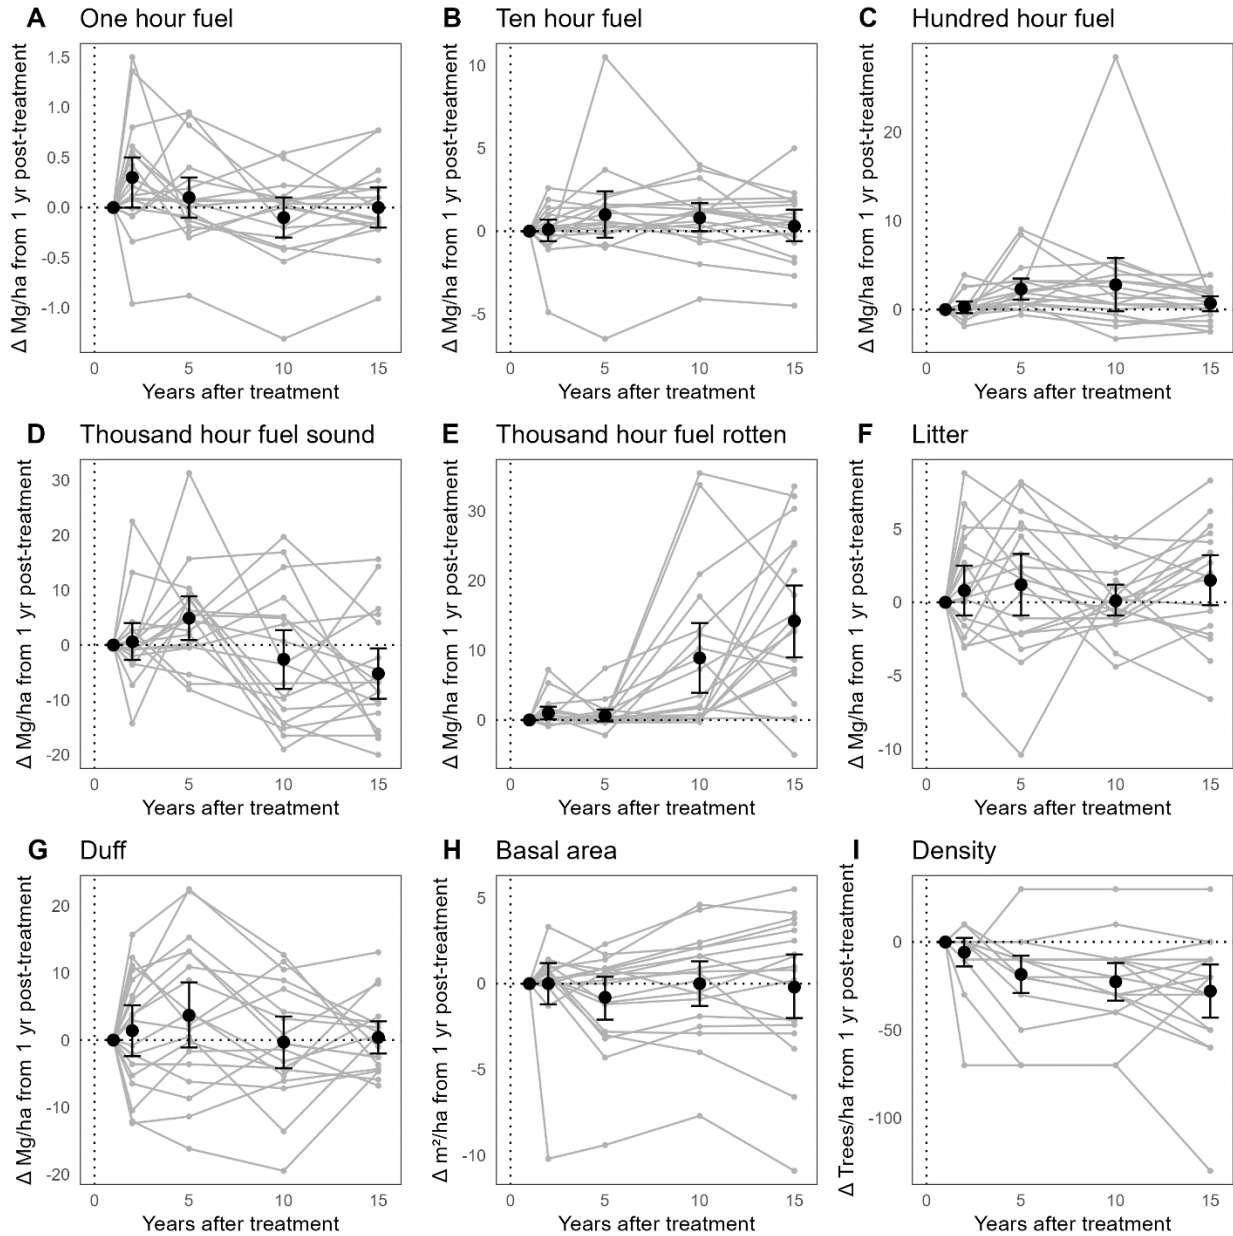 A One hour fuel
Δ Mg/ha from 1 yr post-treatment
1.5
1.0
0.5
0.0
-0.5
-1.0
0 5 10 15
Years after treatment
B Ten hour fuel
Δ Mg/ha from 1 yr post-treatment
10
5
0
-5
0 5 10 15
Years after treatment
C Hundred hour fuel
Δ Mg/ha from 1 yr post-treatment
20
10
0
0 5 10 15
Years after treatment
D Thousand hour fuel sound
Δ Mg/ha from 1 yr post-treatment
30
20
10
0
-10
-20
0 5 10 15
Years after treatment
E Thousand hour fuel rotten
Δ Mg/ha from 1 yr post-treatment
30
20
10
0
0 5 10 15
Years after treatment
F Litter
Δ Mg/ha from 1 yr post-treatment
5
0
-5
-10
0 5 10 15
Years after treatment
G Duff
Δ Mg/ha from 1 yr post-treatment
20
10
0
-10
-20
0 5 10 15
Years after treatment
H Basal area
Δ m²/ha from 1 yr post-treatment
5
0
-5
-10
0 5 10 15
Years after treatment
I Density
Δ Trees/ha from 1 yr post-treatment
0
-50
-100
0 5 10 15
Years after treatment